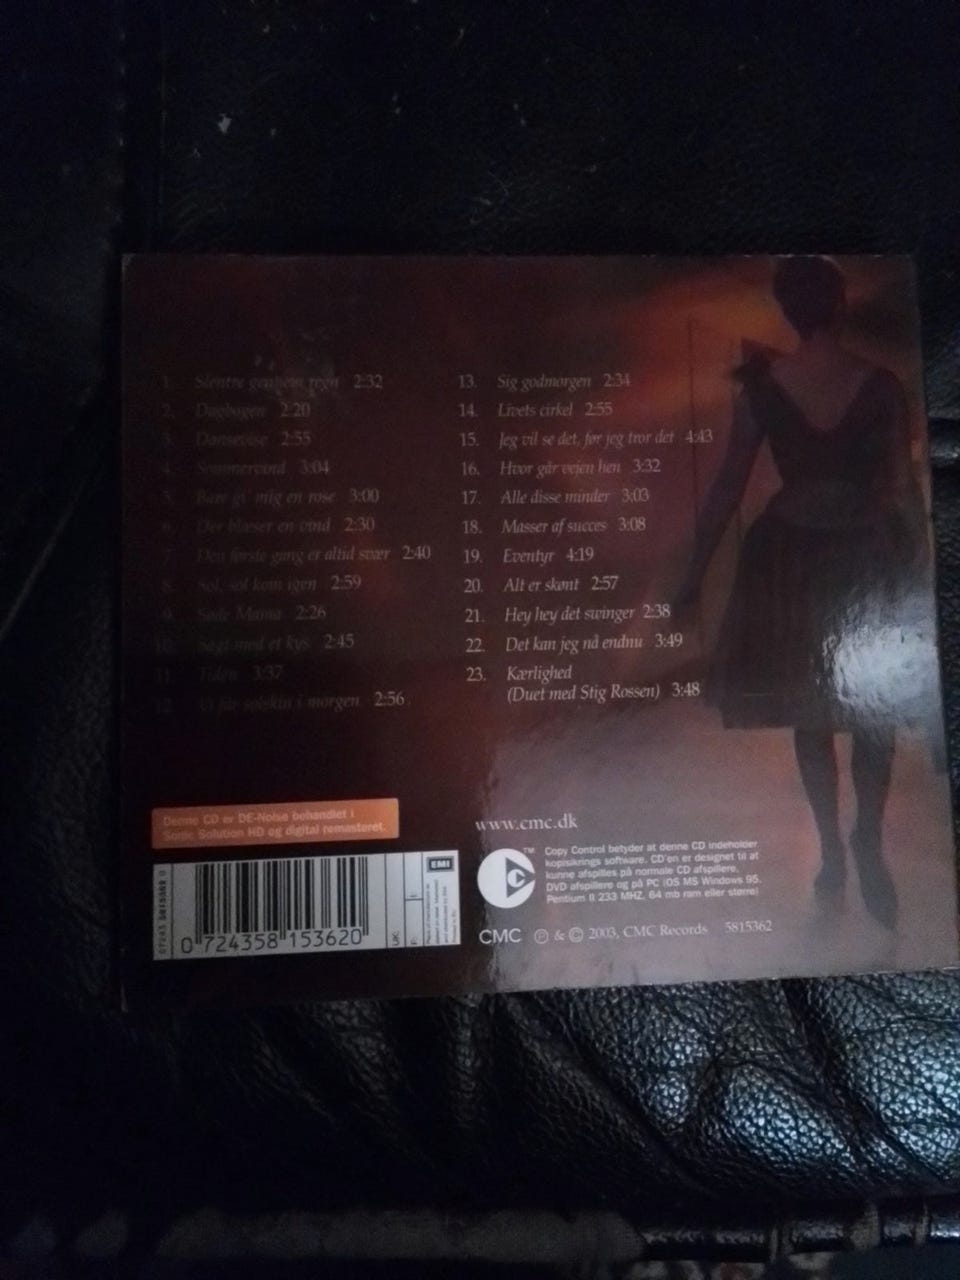 1. Slentre gennem regn 2:32
2. Dagbogen 2:20
3. Dansevise 2:55
4. Sommervind 3:04
5. Bare gi' mig en rose 3:00
6. Der blæser en vind 2:30
7. Den første gang er altid svær 2:40
8. Sol, sol kom igen 2:59
9. Søde Mama 2:26
10. Sagt med et kys 2:45
11. 3:37
12. Vi får solskin i morgen 2:56
13. Sig godmorgen 2:34
14. Livets cirkel 2:55
15. Jeg vil se det, før jeg tror det 4:43
16. Hvor går vejen hen 3:32
17. Alle disse minder 3:03
18. Masser af succes 3:08
19. Eventyr 4:19
20. Alt er skønt 2:57
21. Hey hey det swinger 2:38
22. Det kan jeg nå endnu 3:49
23. Kærlighed
(Duet med Stig Rossen) 3:48
Denne CD er DE-Noise behandlet i
Sonic Solution HD og digital remasteret.
EMI
UK:
F:
0 724358 153620
www.cmc.dk
C
TM
Copy Control betyder at denne CD indeholder
kopisikrings software. CD'en er designet til at
kunne afspilles på normale CD afspillere,
DVD afspillere og på PC (OS MS Windows 95,
Pentium II 233 MHZ, 64 mb ram eller større)
CMC ℗ & © 2003, CMC Records 5815362